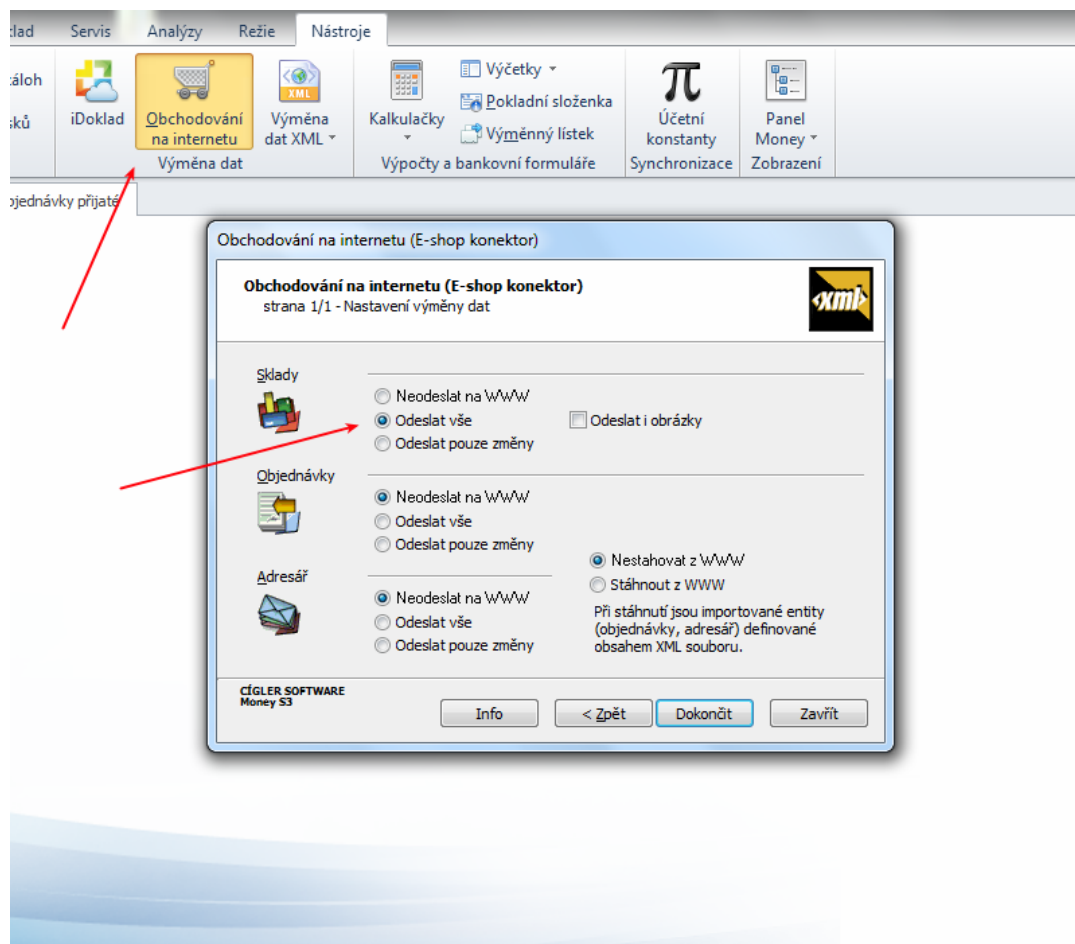 Servis Analýzy Režie Nástroje
iDoklad
Obchodování
na internetu
Výměna
dat XML
Výměna dat
Kalkulačky
Výčetky
Pokladní složenka
Výměnný lístek
Výpočty a bankovní formuláře
Účetní
konstanty
Synchronizace
Panel
Money
Zobrazení
přijaté
Obchodování na internetu (E-shop konektor)
Obchodování na internetu (E-shop konektor)
strana 1/1 - Nastavení výměny dat
<xml>
Sklady
Neodeslat na WWW
Odeslat vše
Odeslat i obrázky
Odeslat pouze změny
Objednávky
Neodeslat na WWW
Odeslat vše
Odeslat pouze změny
Nestahovat z WWW
Stáhnout z WWW
Při stáhnutí jsou importované entity
(objednávky, adresář) definované
obsahem XML souboru.
Adresář
Neodeslat na WWW
Odeslat vše
Odeslat pouze změny
CÍGLER SOFTWARE
Money S3
Info < Zpět Dokončit Zavřít